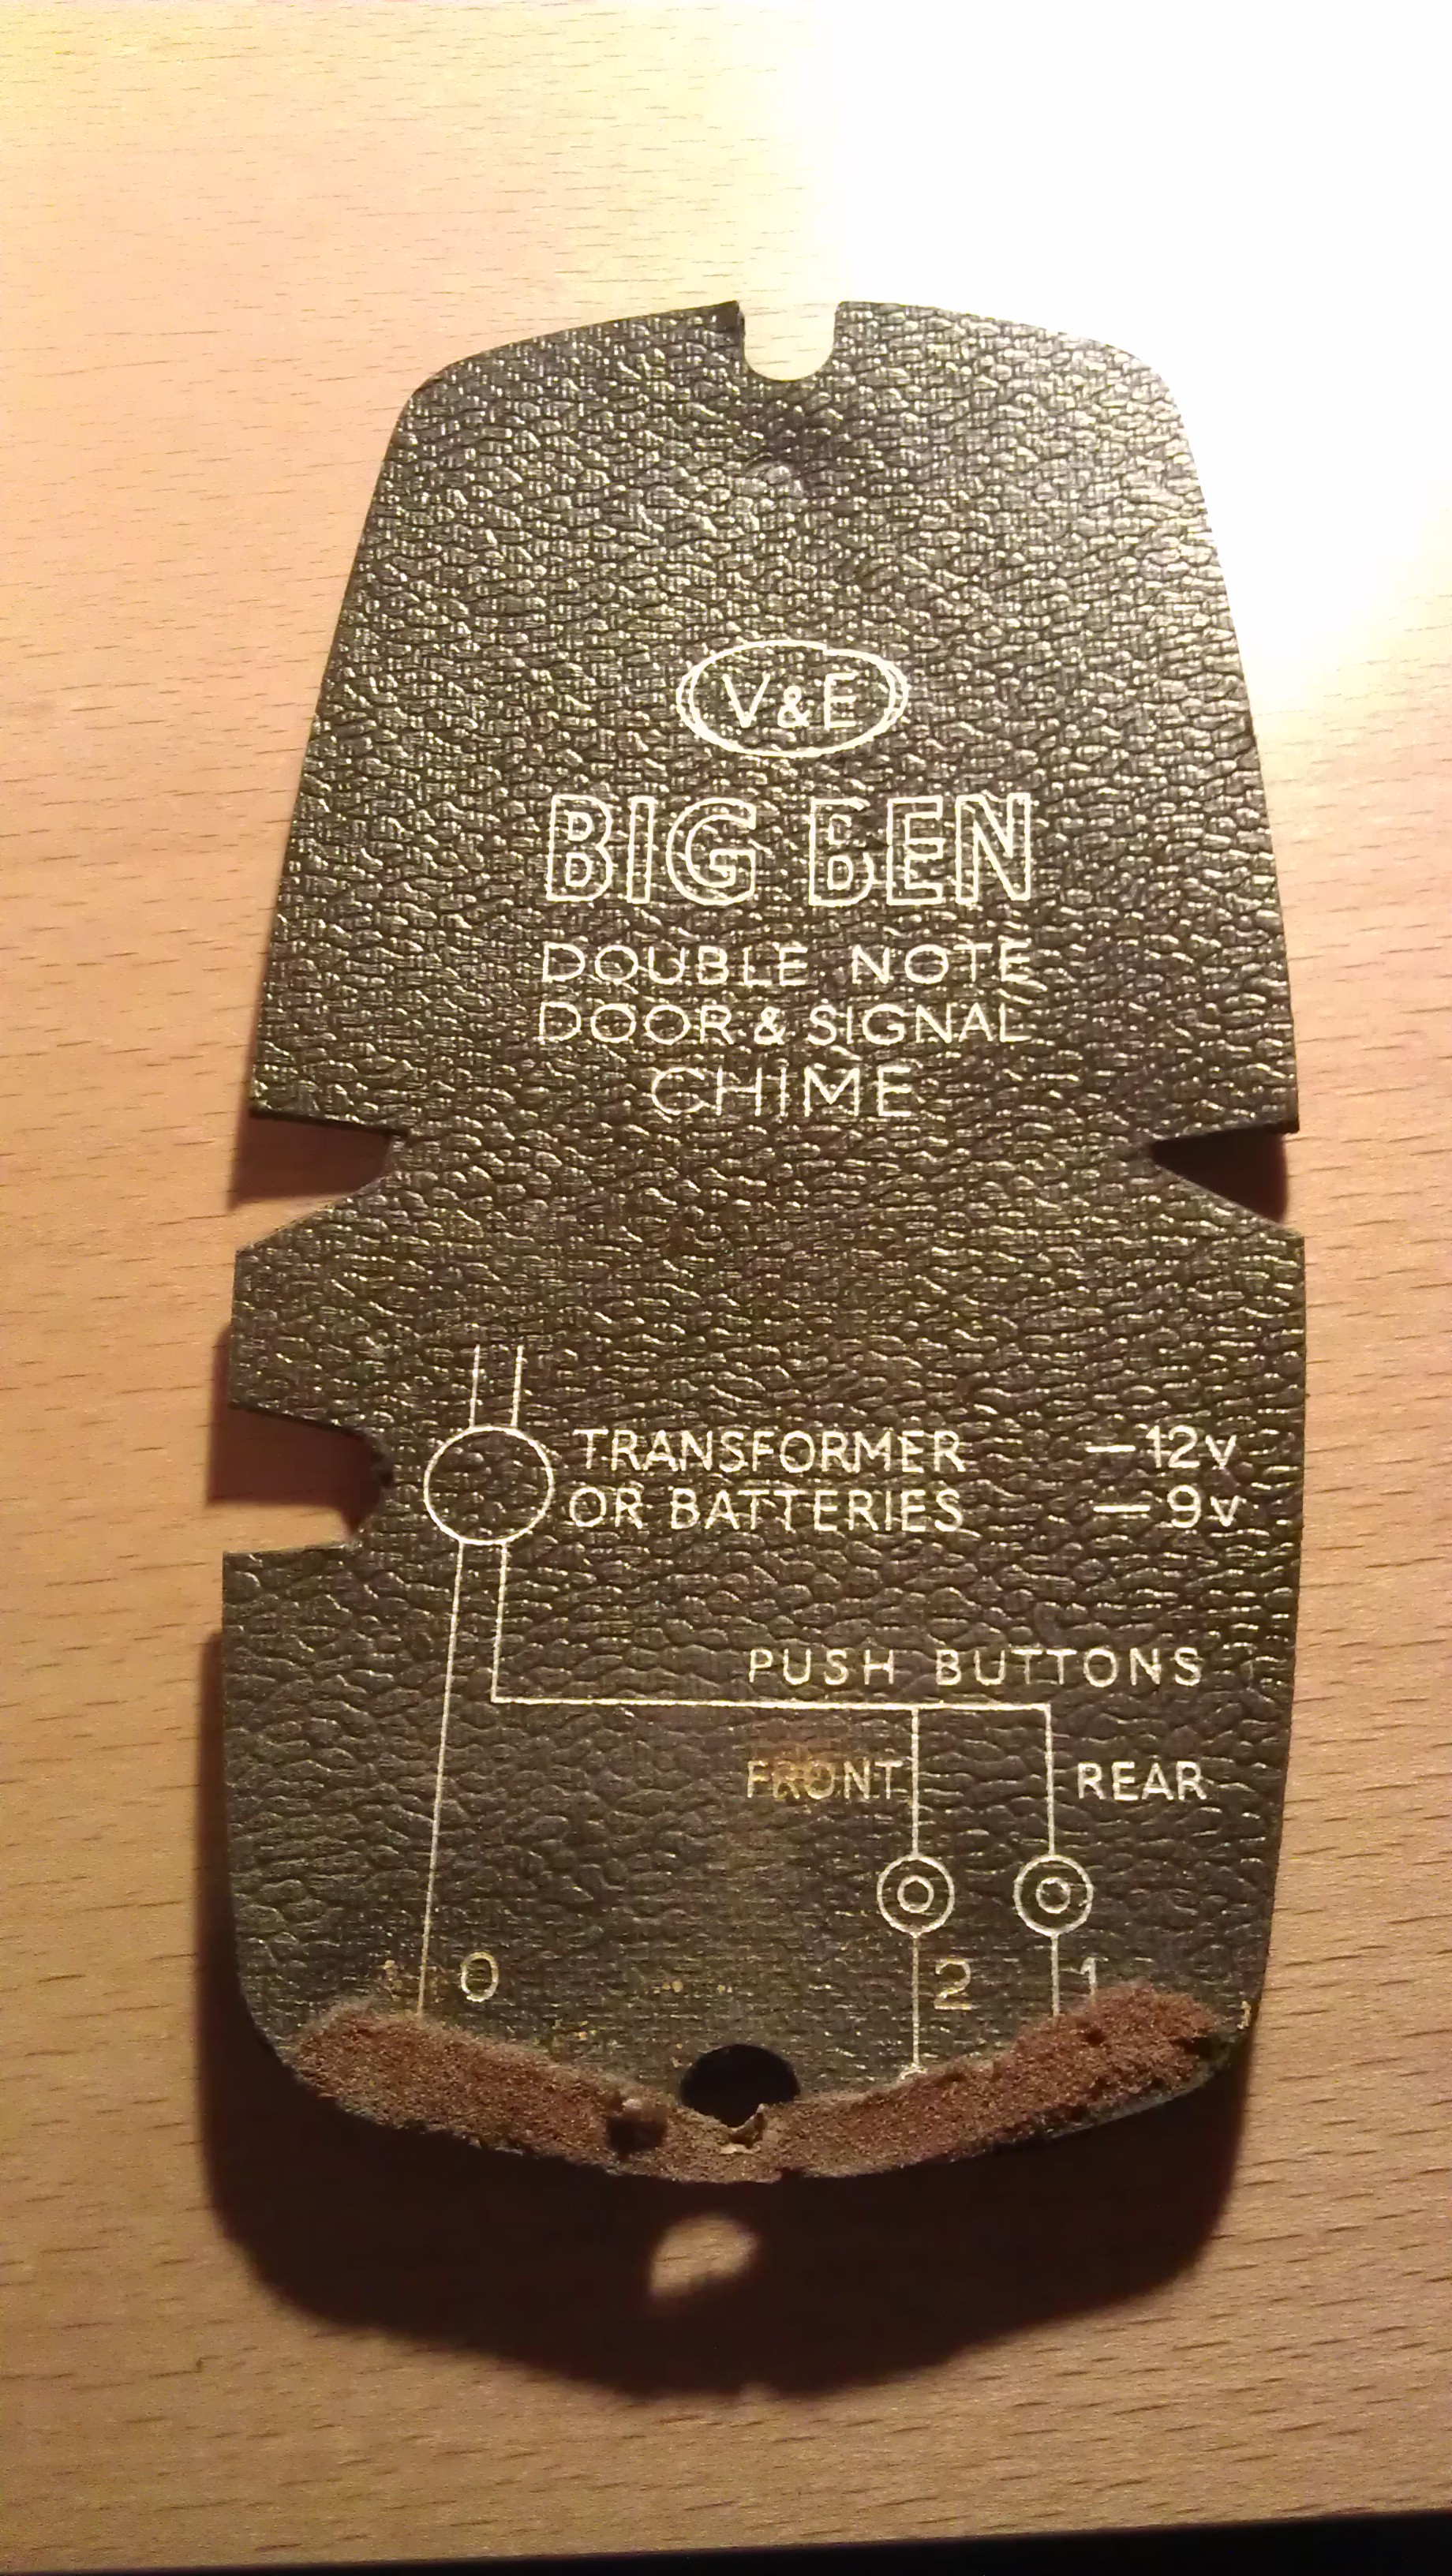 V&E
BIG BEN
DOUBLE NOTE
DOOR & SIGNAL
CHIME
TRANSFORMER —12v
OR BATTERIES —9v
PUSH BUTTONS
FRONT REAR
0 2 1